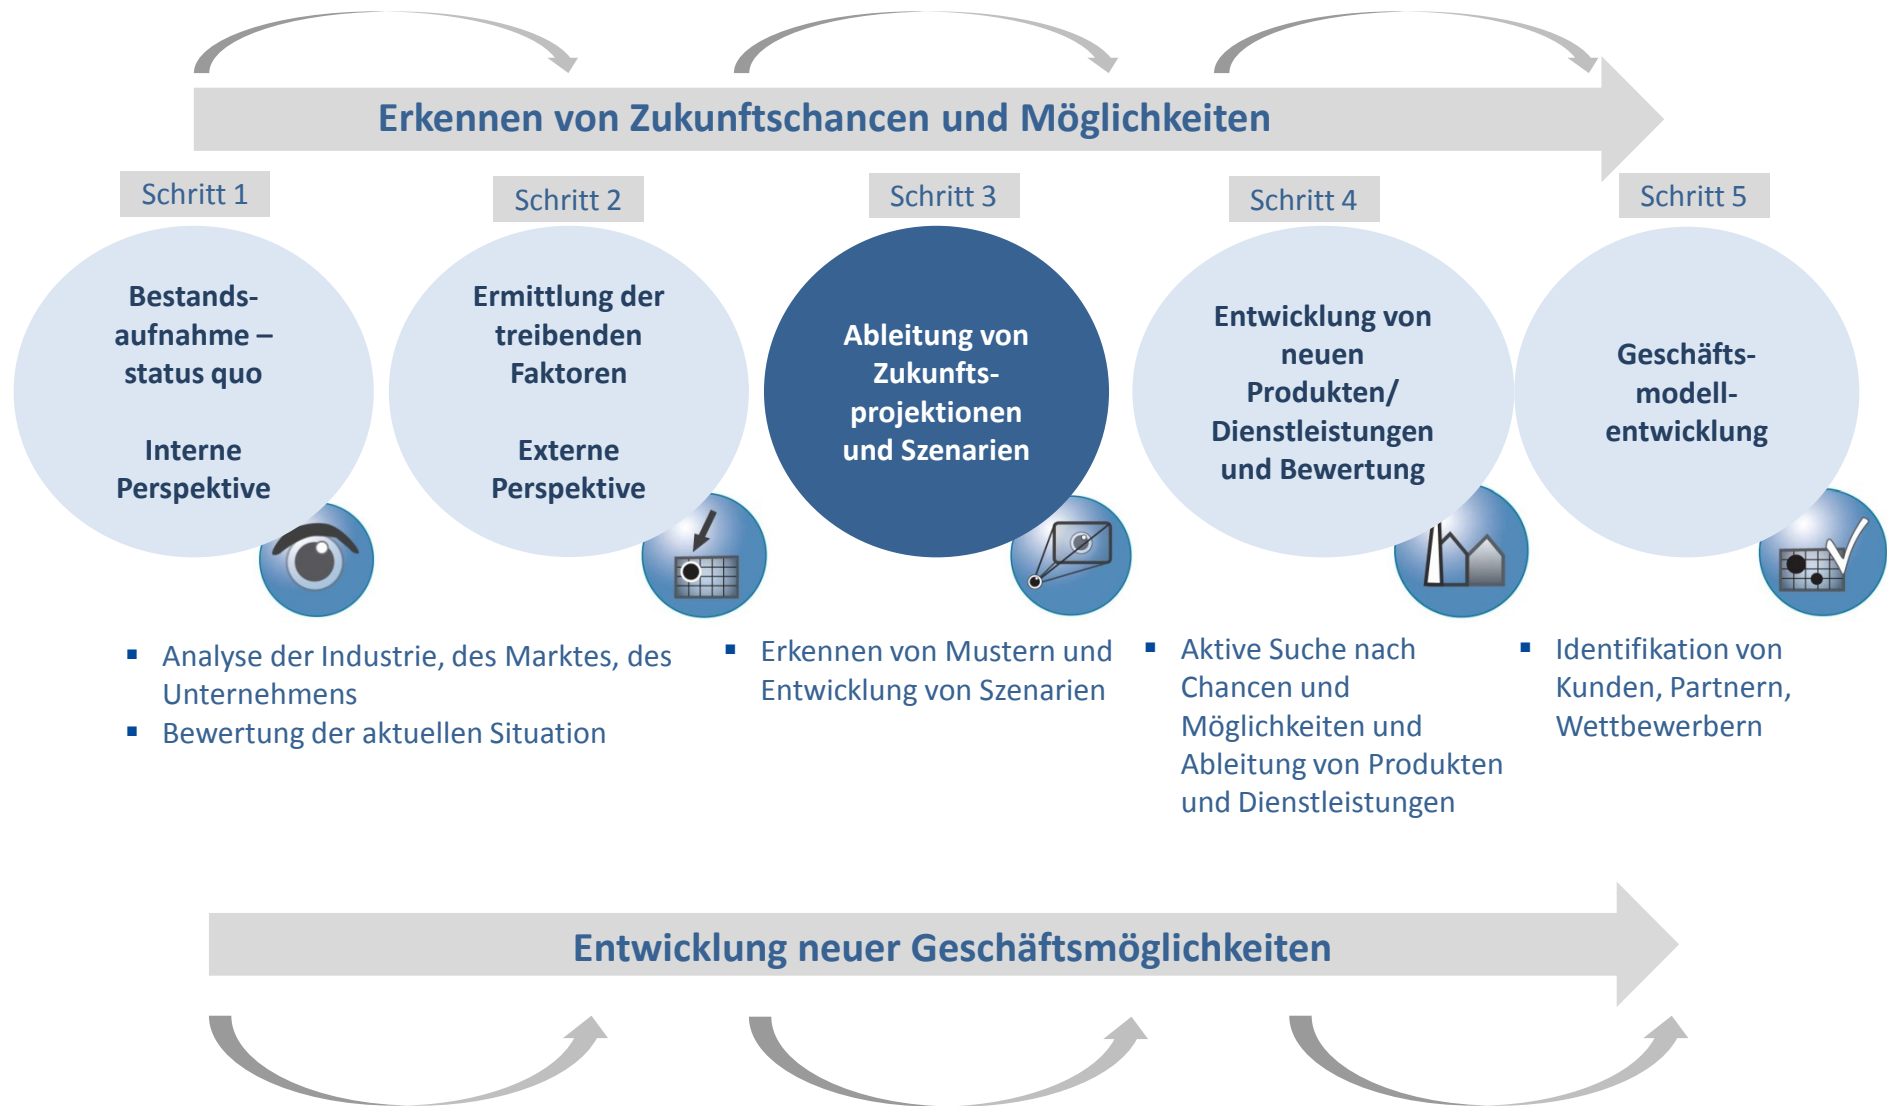 Erkennen von Zukunftschancen und Möglichkeiten
Schritt 1
Bestands-
aufnahme –
status quo
Interne
Perspektive
Schritt 2
Ermittlung der
treibenden
Faktoren
Externe
Perspektive
Schritt 3
Ableitung von
Zukunfts-
projektionen
und Szenarien
Schritt 4
Entwicklung von
neuen
Produkten/
Dienstleistungen
und Bewertung
Schritt 5
Geschäfts-
modell-
entwicklung
▪ Analyse der Industrie, des Marktes, des
Unternehmens
▪ Bewertung der aktuellen Situation
▪ Erkennen von Mustern und
Entwicklung von Szenarien
▪ Aktive Suche nach
Chancen und
Möglichkeiten und
Ableitung von Produkten
und Dienstleistungen
▪ Identifikation von
Kunden, Partnern,
Wettbewerbern
Entwicklung neuer Geschäftsmöglichkeiten